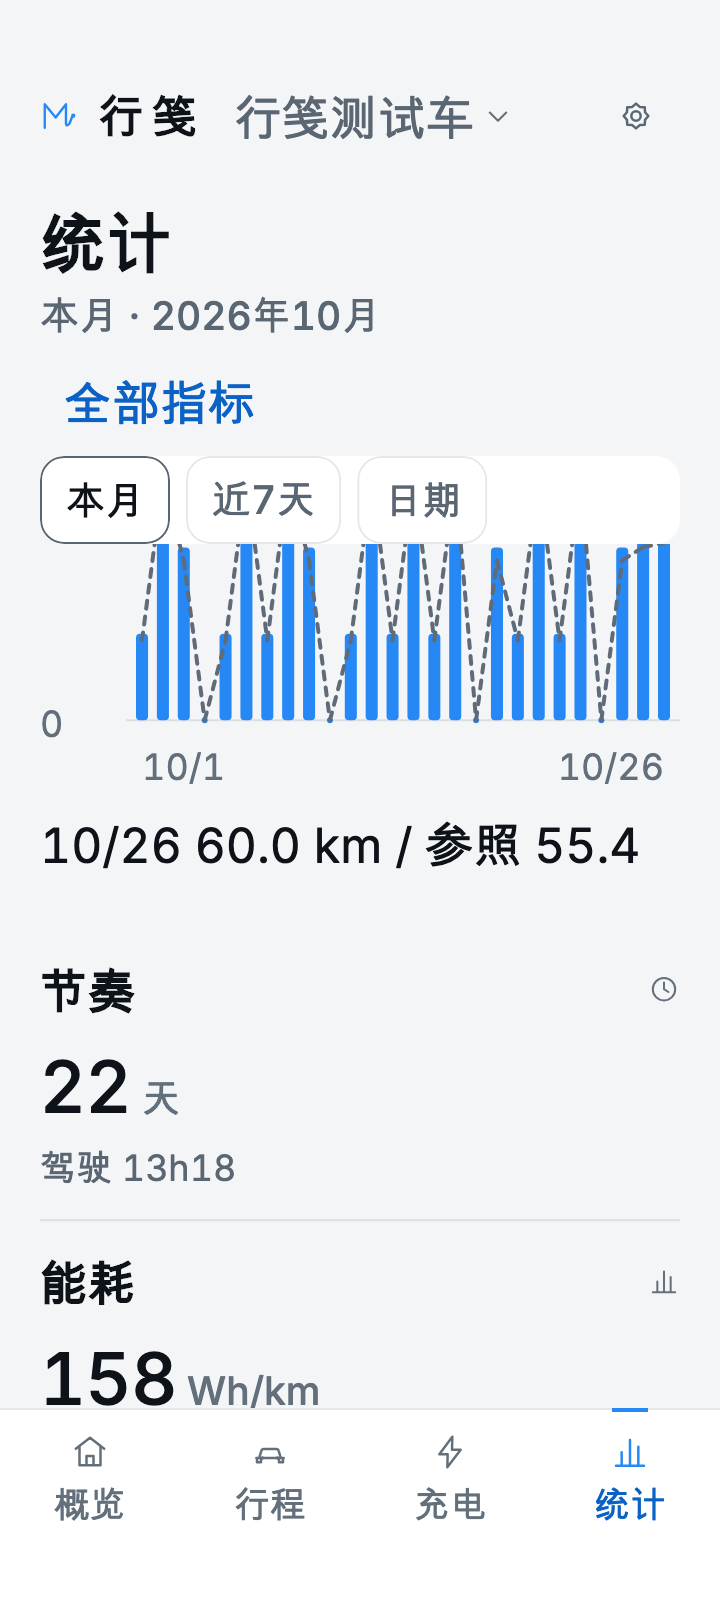 行笺 行笺测试车
统计
本月 · 2026年10月
全部指标
本月 近7天 日期
0
10/1 10/26
10/26 60.0 km / 参照 55.4
节奏
22 天
驾驶 13h18
能耗
158 Wh/km
概览 行程 充电 统计